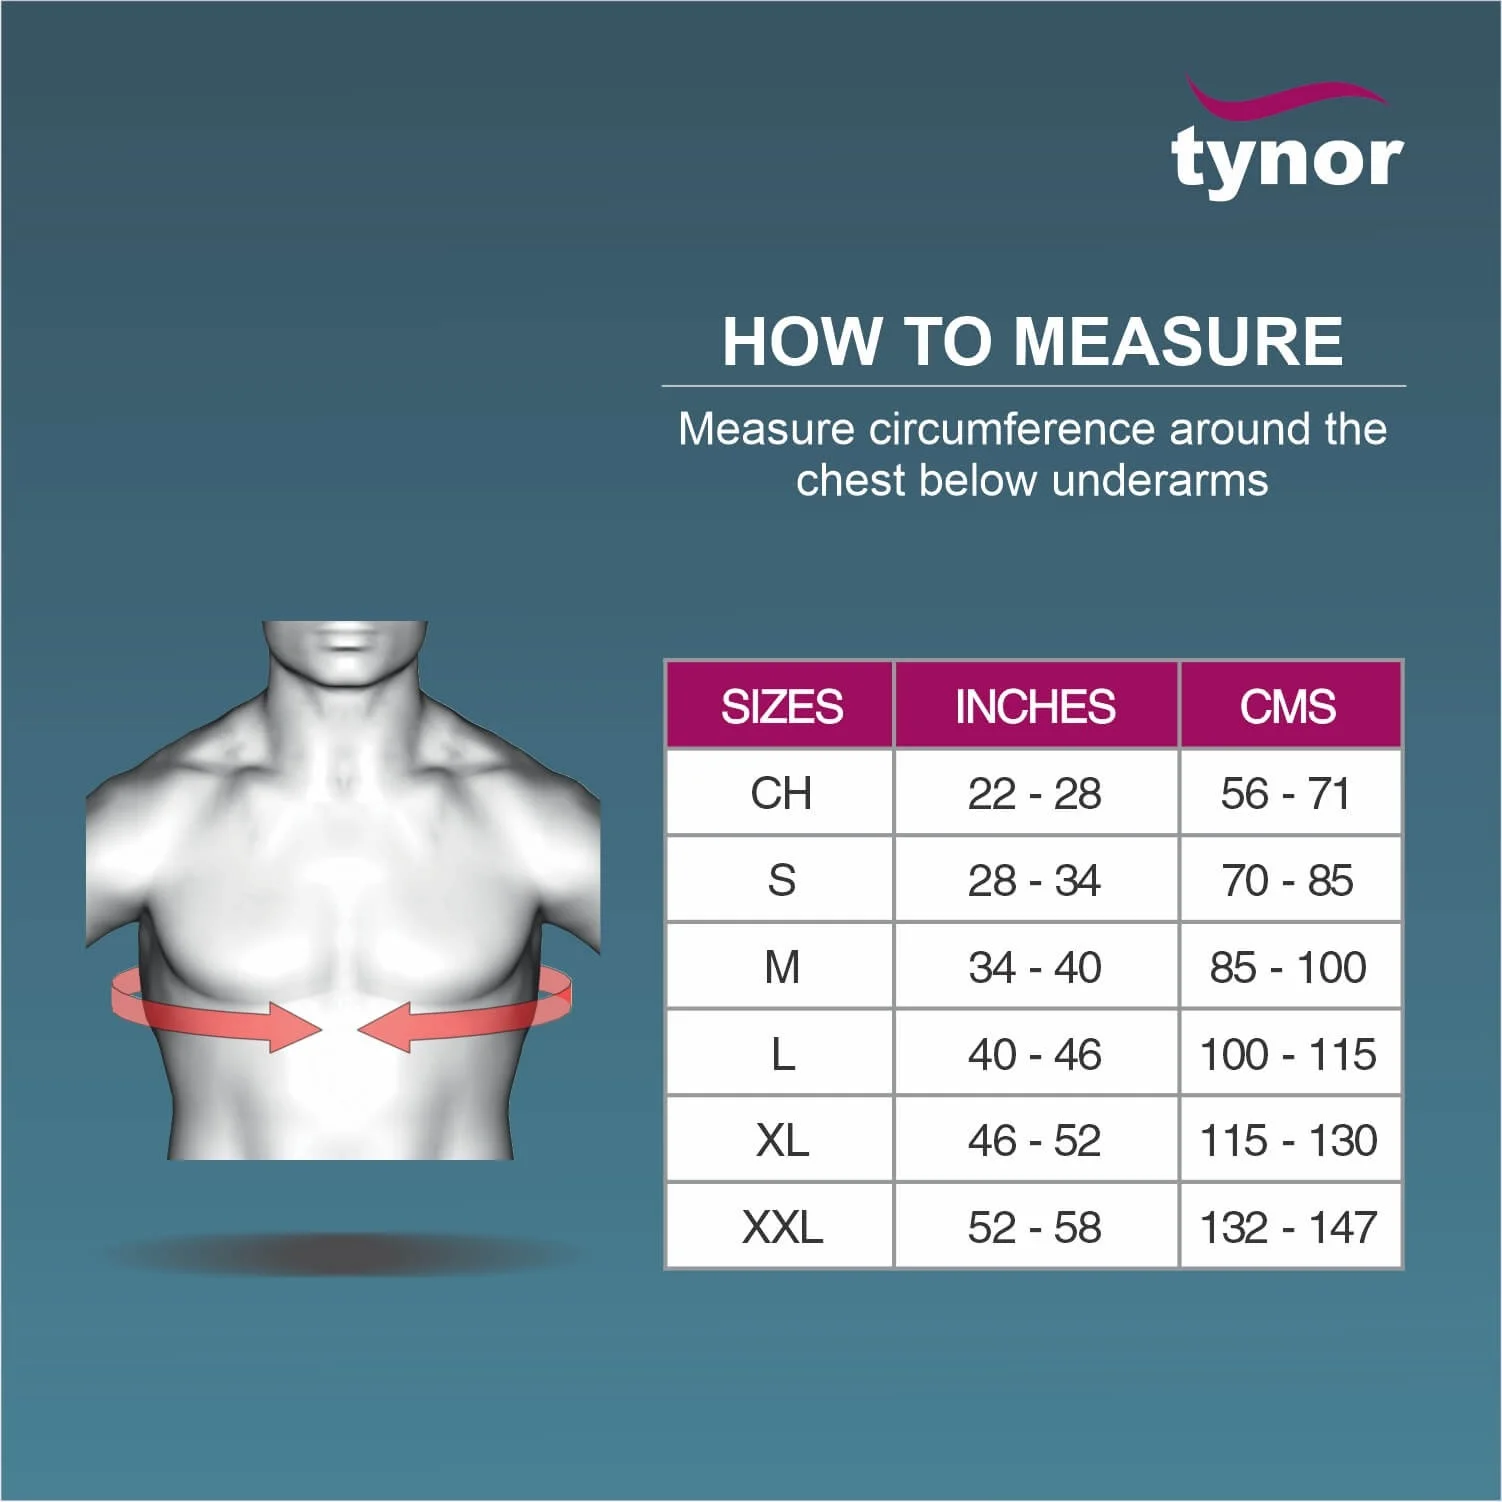 tynor
HOW TO MEASURE
Measure circumference around the
chest below underarms
SIZES INCHES CMS
CH 22 - 28 56 - 71
S 28 - 34 70 - 85
M 34 - 40 85 - 100
L 40 - 46 100 - 115
XL 46 - 52 115 - 130
XXL 52 - 58 132 - 147